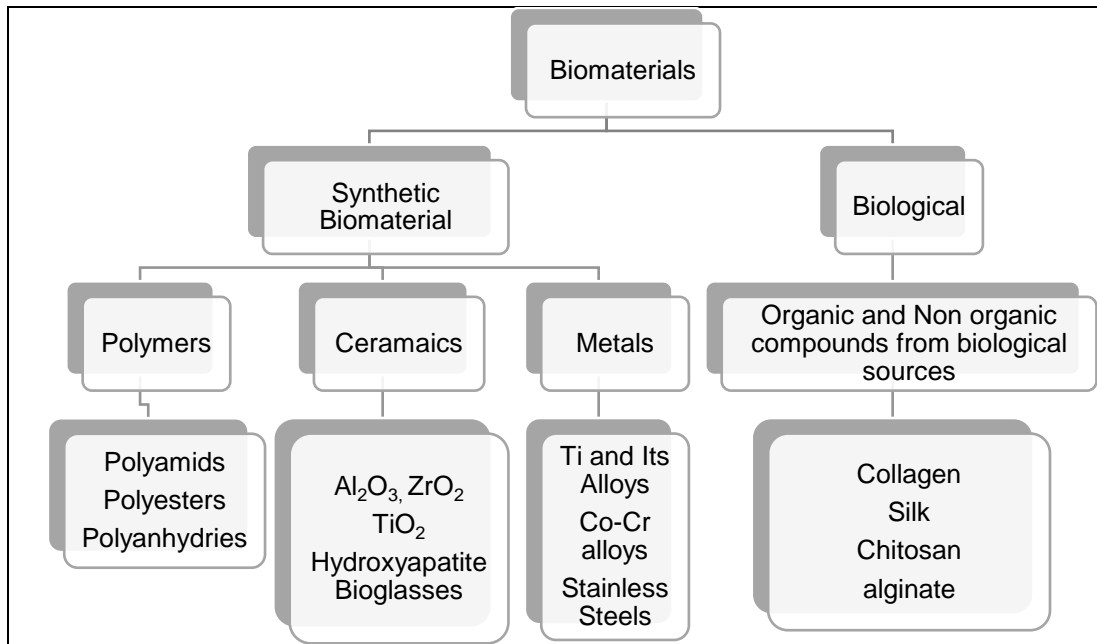 Biomaterials
Synthetic
Biomaterial
Biological
Polymers
Ceramaics
Metals
Organic and Non organic
compounds from biological
sources
Polyamids
Polyesters
Polyanhydries
Al₂O₃, ZrO₂
TiO₂
Hydroxyapatite
Bioglasses
Ti and Its
Alloys
Co-Cr
alloys
Stainless
Steels
Collagen
Silk
Chitosan
alginate